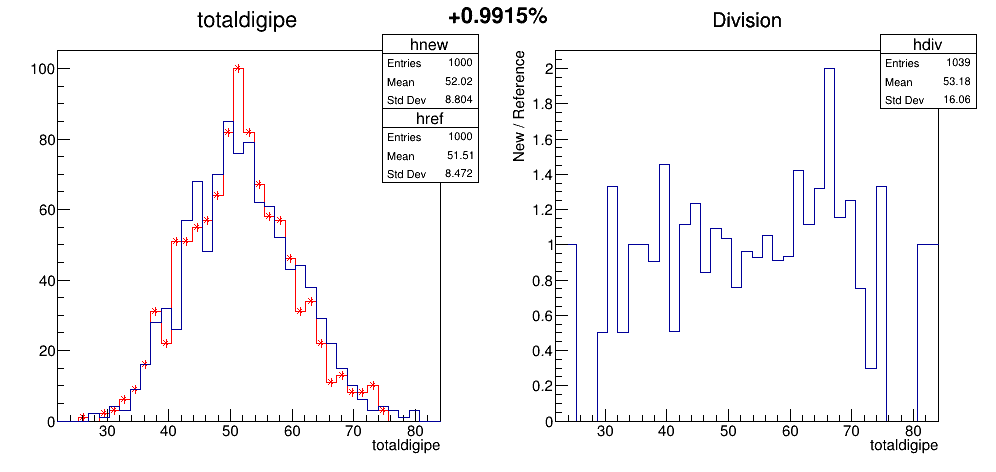 +0.9915%
totaldigipe
hnew
Entries 1000
Mean 52.02
Std Dev 8.804
href
Entries 1000
Mean 51.51
Std Dev 8.472
100
80
60
40
20
0
30 40 50 60 70 80
totaldigipe
Division
hdiv
Entries 1039
Mean 53.18
Std Dev 16.06
New / Reference
2
1.8
1.6
1.4
1.2
1
0.8
0.6
0.4
0.2
0
30 40 50 60 70 80
totaldigipe